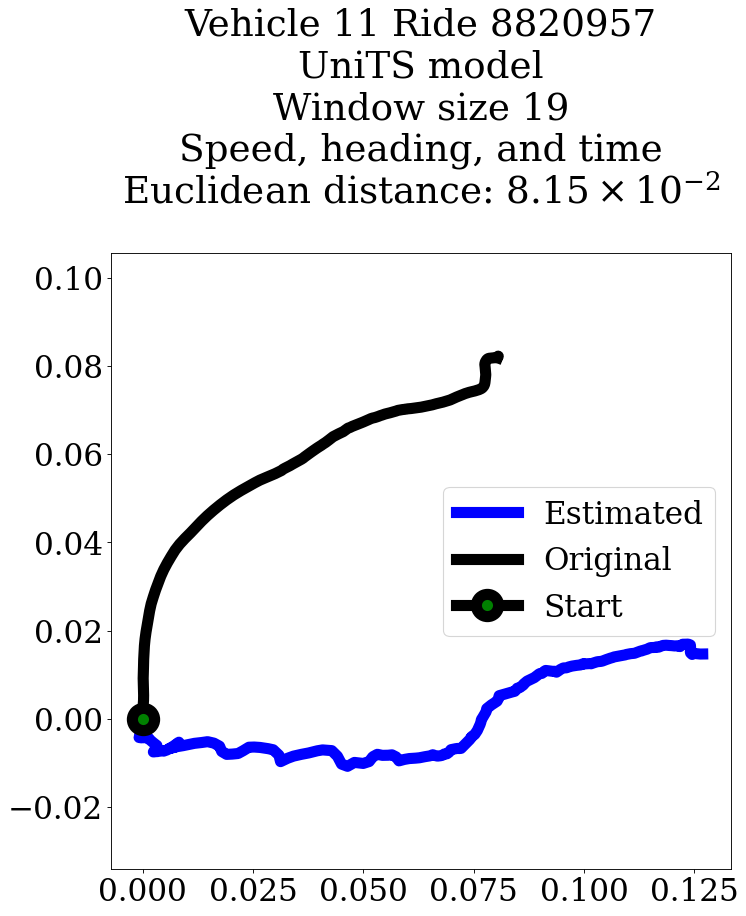 Vehicle 11 Ride 8820957
UniTS model
Window size 19
Speed, heading, and time
Euclidean distance: 8.15 × 10⁻²
0.10
0.08
0.06
0.04
0.02
0.00
−0.02
Estimated
Original
Start
0.000 0.025 0.050 0.075 0.100 0.125